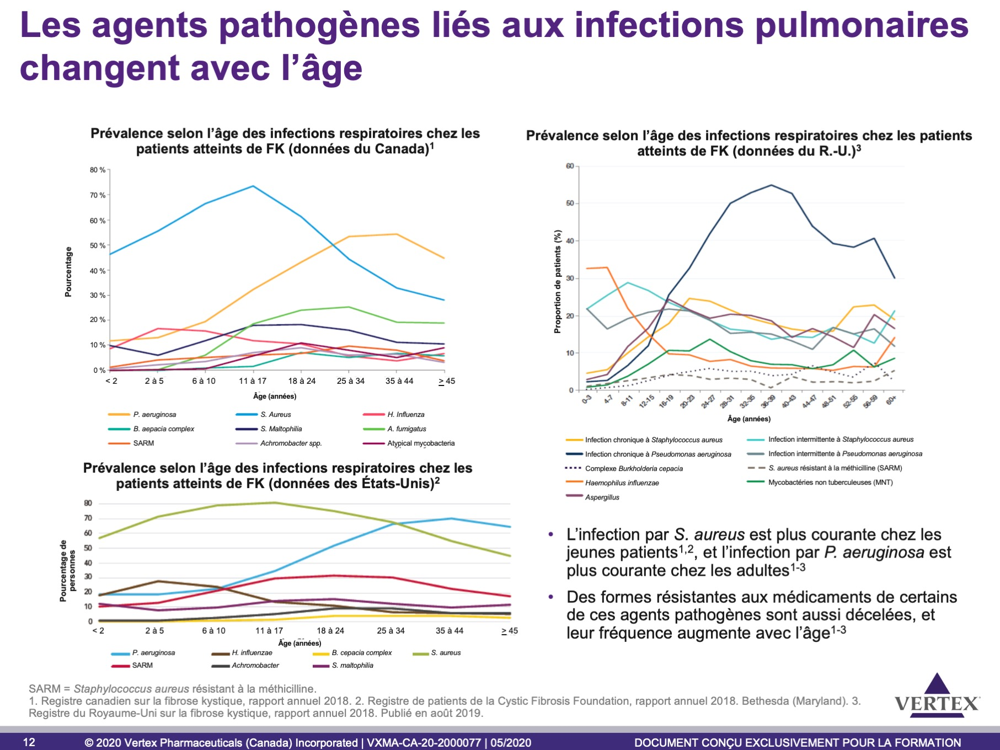 Les agents pathogènes liés aux infections pulmonaires
changent avec l’âge
Prévalence selon l’âge des infections respiratoires chez les
patients atteints de FK (données du Canada)1
80 %
70 %
60 %
50 %
40 %
30 %
20 %
10 %
0 %
Pourcentage
< 2 2 à 5 6 à 10 11 à 17 18 à 24 25 à 34 35 à 44 ≥ 45
Âge (années)
P. aeruginosa S. Aureus H. Influenza
B. aepacia complex S. Maltophilia A. fumigatus
SARM Achromobacter spp. Atypical mycobacteria
Prévalence selon l’âge des infections respiratoires chez les
patients atteints de FK (données des États-Unis)2
80
70
60
50
40
30
20
10
0
Pourcentage de
personnes
< 2 2 à 5 6 à 10 11 à 17 18 à 24 25 à 34 35 à 44 ≥ 45
Âge (années)
P. aeruginosa H. influenzae B. cepacia complex S. aureus
SARM Achromobacter S. maltophilia
Prévalence selon l’âge des infections respiratoires chez les patients
atteints de FK (données du R.-U.)3
60
50
40
30
20
10
0
Proportion de patients (%)
0-3 4-7 8-11 12-15 16-19 20-23 24-27 28-31 32-35 36-39 40-43 44-47 48-51 52-55 56-59 60+
Âge (années)
Infection chronique à Staphylococcus aureus Infection intermittente à Staphylococcus aureus
Infection chronique à Pseudomonas aeruginosa Infection intermittente à Pseudomonas aeruginosa
Complexe Burkholderia cepacia S. aureus résistant à la méthicilline (SARM)
Haemophilus influenzae Mycobactéries non tuberculeuses (MNT)
Aspergillus
• L’infection par S. aureus est plus courante chez les
jeunes patients1,2, et l’infection par P. aeruginosa est
plus courante chez les adultes1-3
• Des formes résistantes aux médicaments de certains
de ces agents pathogènes sont aussi décelées, et
leur fréquence augmente avec l’âge1-3
SARM = Staphylococcus aureus résistant à la méthicilline.
1. Registre canadien sur la fibrose kystique, rapport annuel 2018. 2. Registre de patients de la Cystic Fibrosis Foundation, rapport annuel 2018. Bethesda (Maryland). 3.
Registre du Royaume-Uni sur la fibrose kystique, rapport annuel 2018. Publié en août 2019.
VERTEX
12 © 2020 Vertex Pharmaceuticals (Canada) Incorporated | VXMA-CA-20-2000077 | 05/2020 DOCUMENT CONÇU EXCLUSIVEMENT POUR LA FORMATION